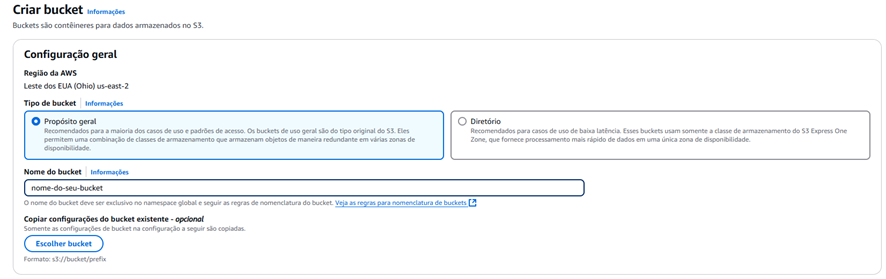 Criar bucket Informações
Buckets são contêineres para dados armazenados no S3.
Configuração geral
Região da AWS
Leste dos EUA (Ohio) us-east-2
Tipo de bucket Informações
Propósito geral
Recomendados para a maioria dos casos de uso e padrões de acesso. Os buckets de uso geral são do tipo original do S3. Eles
permitem uma combinação de classes de armazenamento que armazenam objetos de maneira redundante em várias zonas de
disponibilidade.
Diretório
Recomendados para casos de uso de baixa latência. Esses buckets usam somente a classe de armazenamento do S3 Express One
Zone, que fornece processamento mais rápido de dados em uma única zona de disponibilidade.
Nome do bucket Informações
nome-do-seu-bucket
O nome do bucket deve ser exclusivo no namespace global e seguir as regras de nomenclatura do bucket. Veja as regras para nomenclatura de buckets
Copiar configurações do bucket existente - opcional
Somente as configurações de bucket na configuração a seguir são copiadas.
Escolher bucket
Formato: s3://bucket/prefix